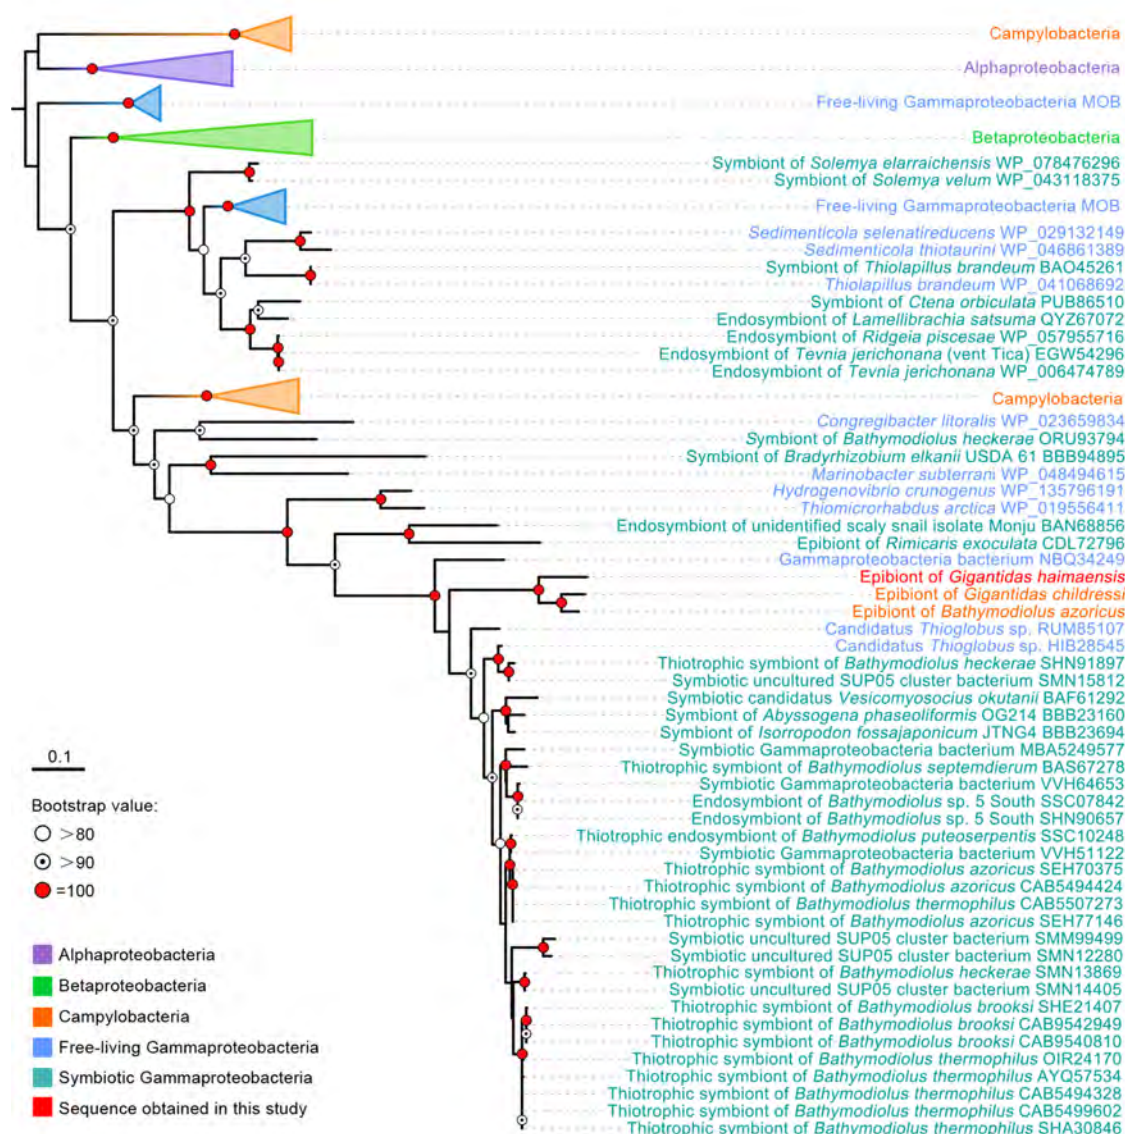 Campylobacteria
Alphaproteobacteria
Free-living Gammaproteobacteria MOB
Betaproteobacteria
Symbiont of Solemya elarraichensis WP_078476296
Symbiont of Solemya velum WP_043118375
Free-living Gammaproteobacteria MOB
Sedimenticola selenatireducens WP_029132149
Sedimenticola thiotaurini WP_046861389
Symbiont of Thiolapillus brandeum BAO45261
Thiolapillus brandeum WP_041068692
Symbiont of Ctena orbiculata PUB86510
Endosymbiont of Lamellibrachia satsuma QYZ67072
Endosymbiont of Ridgeia piscesae WP_057955716
Endosymbiont of Tevnia jerichonana (vent Tica) EGW54296
Endosymbiont of Tevnia jerichonana WP_006474789
Campylobacteria
Congregibacter litoralis WP_023659834
Symbiont of Bathymodiolus heckerae ORU93794
Symbiont of Bradyrhizobium elkanii USDA 61 BBB94895
Marinobacter subterrani WP_048494615
Hydrogenovibrio crunogenus WP_135796191
Thiomicrorhabdus arctica WP_019556411
Endosymbiont of unidentified scaly snail isolate Monju BAN68856
Epibiont of Rimicaris exoculata CDL72796
Gammaproteobacteria bacterium NBQ34249
Epibiont of Gigantidas haimaensis
Epibiont of Gigantidas childressi
Epibiont of Bathymodiolus azoricus
Candidatus Thioglobus sp. RUM85107
Candidatus Thioglobus sp. HIB28545
Thiotrophic symbiont of Bathymodiolus heckerae SHN91897
Symbiotic uncultured SUP05 cluster bacterium SMN15812
Symbiotic candidatus Vesicomyosocius okutanii BAF61292
Symbiont of Abyssogena phaseoliformis OG214 BBB23160
Symbiont of Isorropodon fossajaponicum JTNG4 BBB23694
Symbiotic Gammaproteobacteria bacterium MBA5249577
Thiotrophic symbiont of Bathymodiolus septemdierum BAS67278
Symbiotic Gammaproteobacteria bacterium VVH64653
Endosymbiont of Bathymodiolus sp. 5 South SSC07842
Endosymbiont of Bathymodiolus sp. 5 South SHN90657
Thiotrophic endosymbiont of Bathymodiolus puteoserpentis SSC10248
Symbiotic Gammaproteobacteria bacterium VVH51122
Thiotrophic symbiont of Bathymodiolus azoricus SEH70375
Thiotrophic symbiont of Bathymodiolus azoricus CAB5494424
Thiotrophic symbiont of Bathymodiolus thermophilus CAB5507273
Thiotrophic symbiont of Bathymodiolus azoricus SEH77146
Symbiotic uncultured SUP05 cluster bacterium SMM99499
Symbiotic uncultured SUP05 cluster bacterium SMN12280
Thiotrophic symbiont of Bathymodiolus heckerae SMN13869
Symbiotic uncultured SUP05 cluster bacterium SMN14405
Thiotrophic symbiont of Bathymodiolus brooksi SHE21407
Thiotrophic symbiont of Bathymodiolus brooksi CAB9542949
Thiotrophic symbiont of Bathymodiolus brooksi CAB9540810
Thiotrophic symbiont of Bathymodiolus thermophilus OIR24170
Thiotrophic symbiont of Bathymodiolus thermophilus AYQ57534
Thiotrophic symbiont of Bathymodiolus thermophilus CAB5494328
Thiotrophic symbiont of Bathymodiolus thermophilus CAB5499602
Thiotrophic symbiont of Bathymodiolus thermophilus SHA30846
0.1
Bootstrap value:
>80
>90
=100
Alphaproteobacteria
Betaproteobacteria
Campylobacteria
Free-living Gammaproteobacteria
Symbiotic Gammaproteobacteria
Sequence obtained in this study